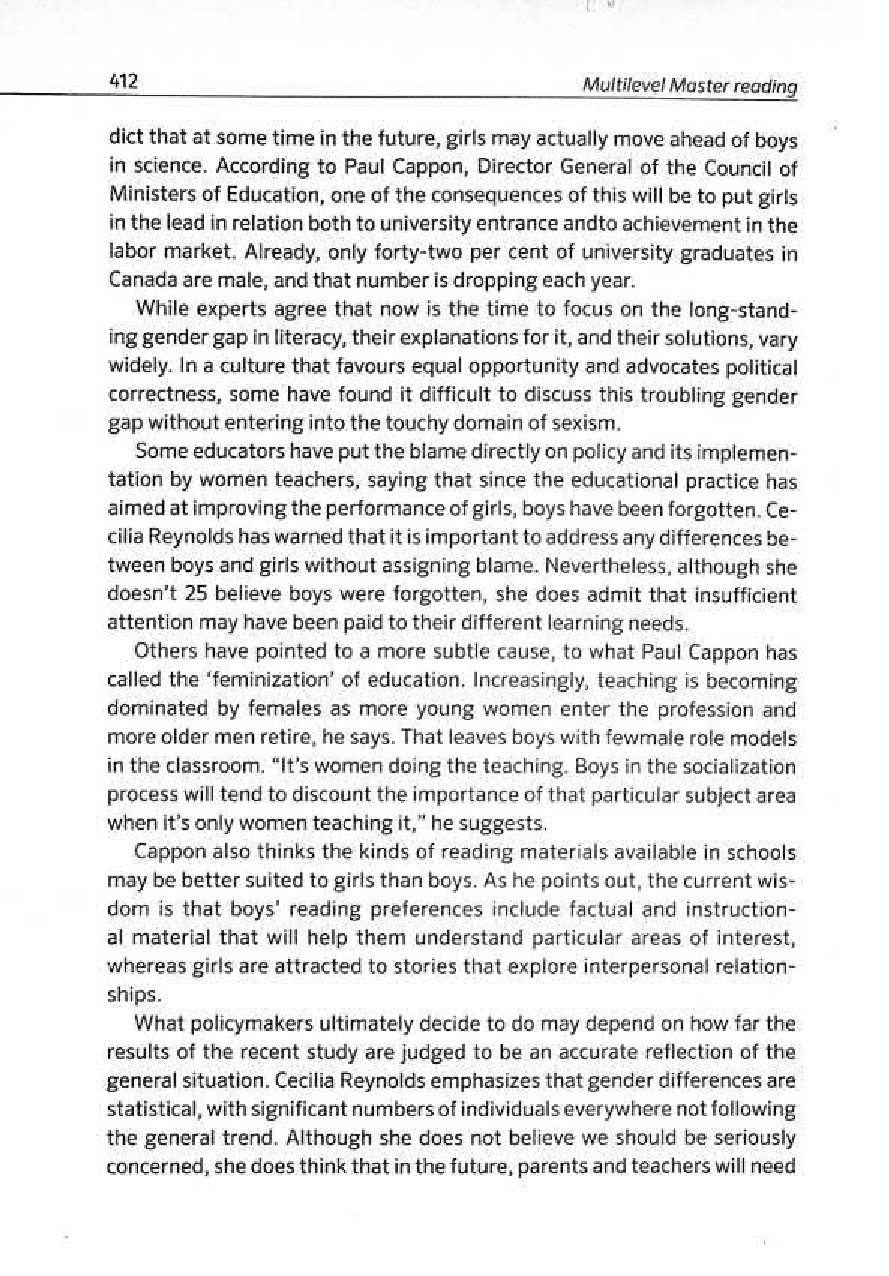 412 Multilevel Master reading
dict that at some time in the future, girls may actually move ahead of boys
in science. According to Paul Cappon, Director General of the Council of
Ministers of Education, one of the consequences of this will be to put girls
in the lead in relation both to university entrance andto achievement in the
labor market. Already, only forty-two per cent of university graduates in
Canada are male, and that number is dropping each year.
While experts agree that now is the time to focus on the long-stand-
ing gender gap in literacy, their explanations for it, and their solutions, vary
widely. In a culture that favours equal opportunity and advocates political
correctness, some have found it difficult to discuss this troubling gender
gap without entering into the touchy domain of sexism.
Some educators have put the blame directly on policy and its implemen-
tation by women teachers, saying that since the educational practice has
aimed at improving the performance of girls, boys have been forgotten. Ce-
cilia Reynolds has warned that it is important to address any differences be-
tween boys and girls without assigning blame. Nevertheless, although she
doesn't 25 believe boys were forgotten, she does admit that insufficient
attention may have been paid to their different learning needs.
Others have pointed to a more subtle cause, to what Paul Cappon has
called the 'feminization' of education. Increasingly, teaching is becoming
dominated by females as more young women enter the profession and
more older men retire, he says. That leaves boys with fewmale role models
in the classroom. "It's women doing the teaching. Boys in the socialization
process will tend to discount the importance of that particular subject area
when it's only women teaching it," he suggests.
Cappon also thinks the kinds of reading materials available in schools
may be better suited to girls than boys. As he points out, the current wis-
dom is that boys' reading preferences include factual and instruction-
al material that will help them understand particular areas of interest,
whereas girls are attracted to stories that explore interpersonal relation-
ships.
What policymakers ultimately decide to do may depend on how far the
results of the recent study are judged to be an accurate reflection of the
general situation. Cecilia Reynolds emphasizes that gender differences are
statistical, with significant numbers of individuals everywhere not following
the general trend. Although she does not believe we should be seriously
concerned, she does think that in the future, parents and teachers will need